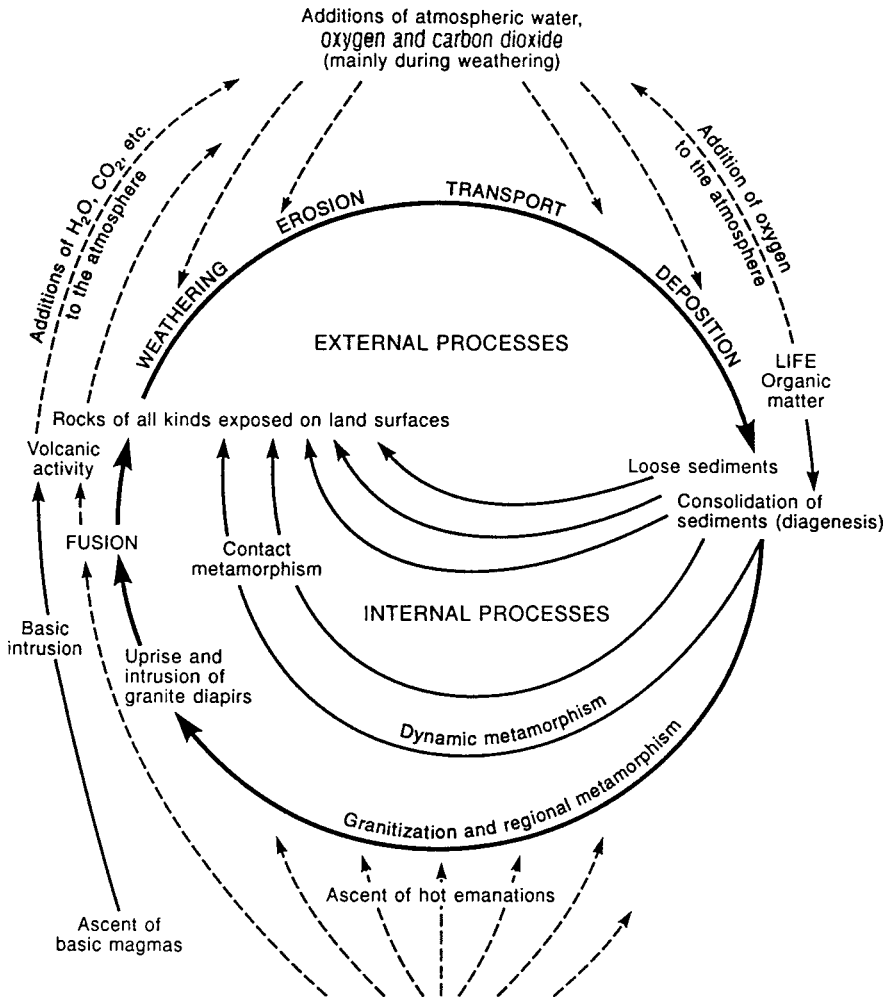 Additions of atmospheric water,
oxygen and carbon dioxide
(mainly during weathering)
Additions of H₂O, CO₂, etc.
to the atmosphere
Addition of oxygen
to the atmosphere
WEATHERING
EROSION
TRANSPORT
DEPOSITION
EXTERNAL PROCESSES
LIFE
Organic
matter
Rocks of all kinds exposed on land surfaces
Volcanic
activity
Loose sediments
Consolidation of
sediments (diagenesis)
FUSION
Contact
metamorphism
INTERNAL PROCESSES
Basic
intrusion
Uprise and
intrusion of
granite diapirs
Dynamic metamorphism
Granitization and regional metamorphism
Ascent of hot emanations
Ascent of
basic magmas